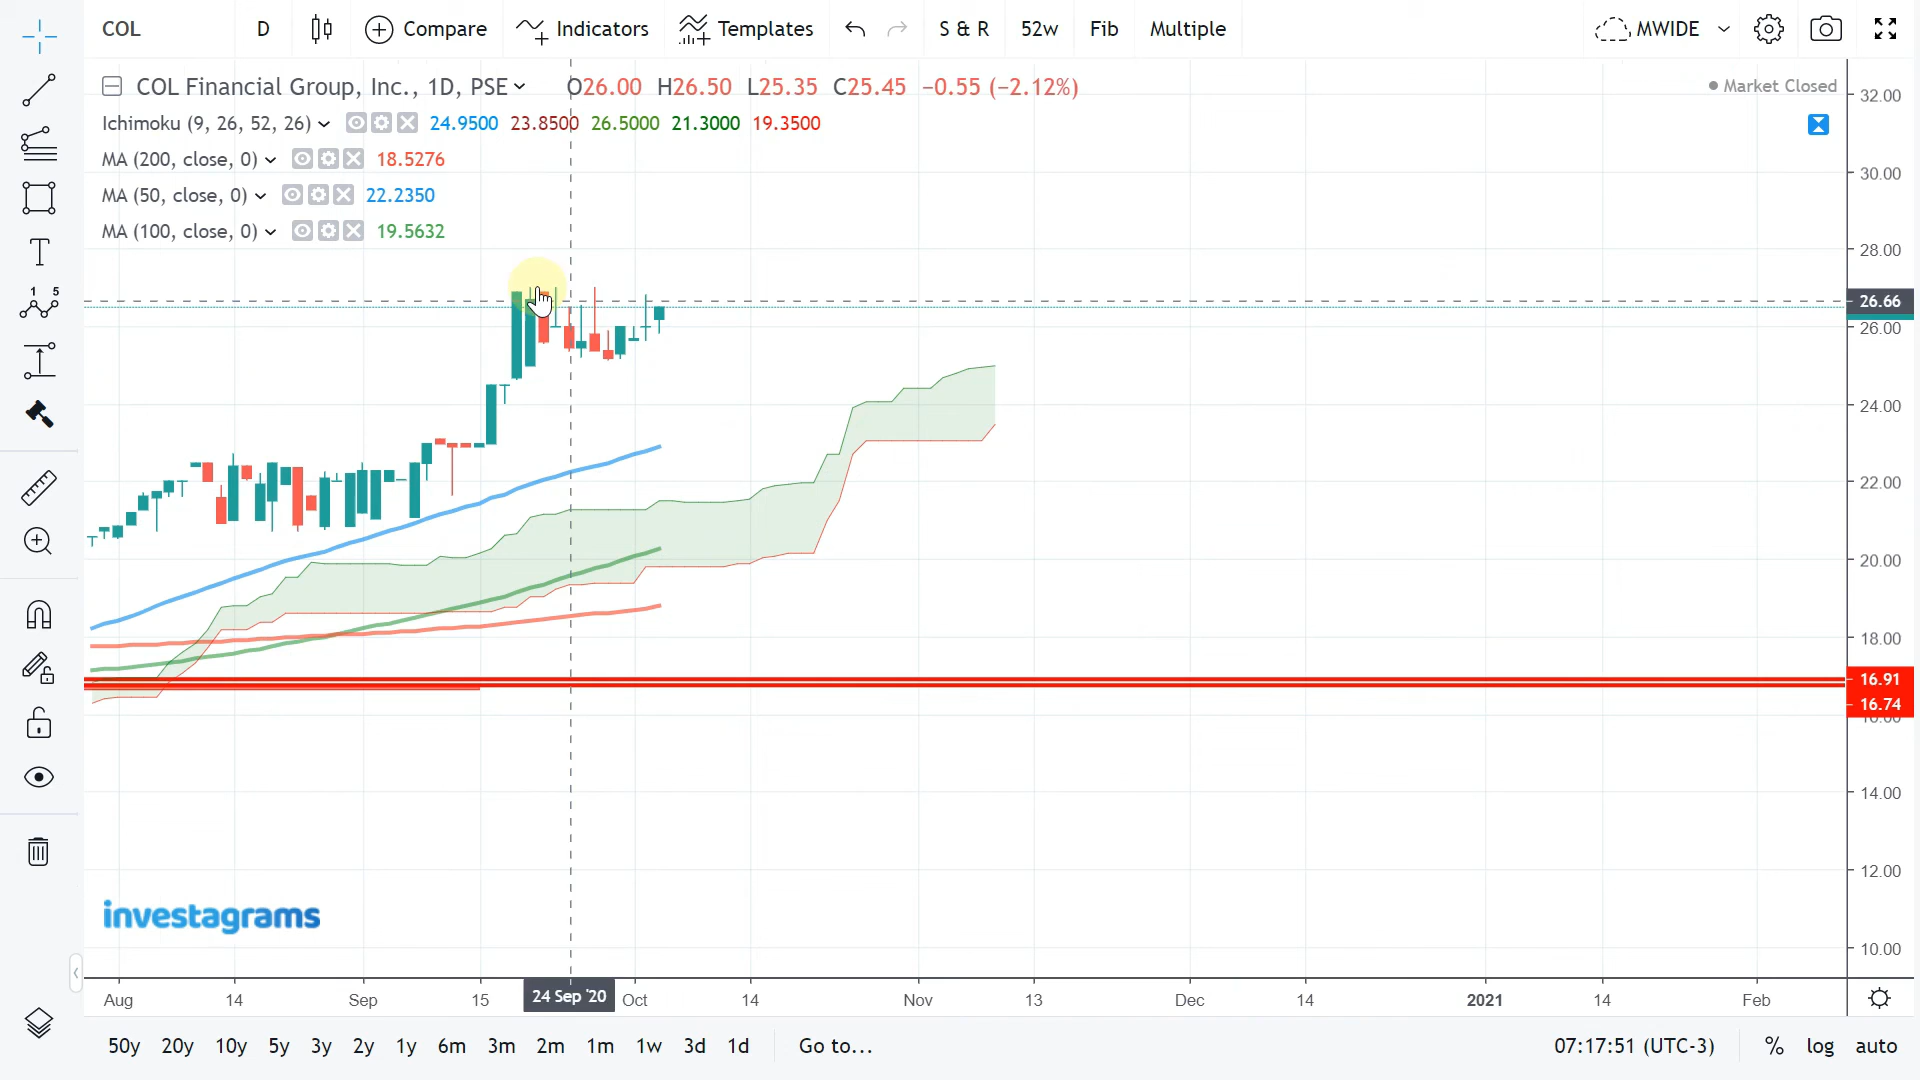 COL D Compare Indicators Templates S & R 52w Fib Multiple MWIDE
COL Financial Group, Inc., 1D, PSE O26.00 H26.50 L25.35 C25.45 −0.55 (−2.12%) Market Closed
Ichimoku (9, 26, 52, 26) 24.9500 23.8500 26.5000 21.3000 19.3500
MA (200, close, 0) 18.5276
MA (50, close, 0) 22.2350
MA (100, close, 0) 19.5632
1 5
32.00
30.00
28.00
26.66
26.00
24.00
22.00
20.00
18.00
16.91
16.74
16.00
14.00
12.00
10.00
investagrams
Aug 14 Sep 15 24 Sep '20 Oct 14 Nov 13 Dec 14 2021 14 Feb
50y 20y 10y 5y 3y 2y 1y 6m 3m 2m 1m 1w 3d 1d Go to... 07:17:51 (UTC-3) % log auto